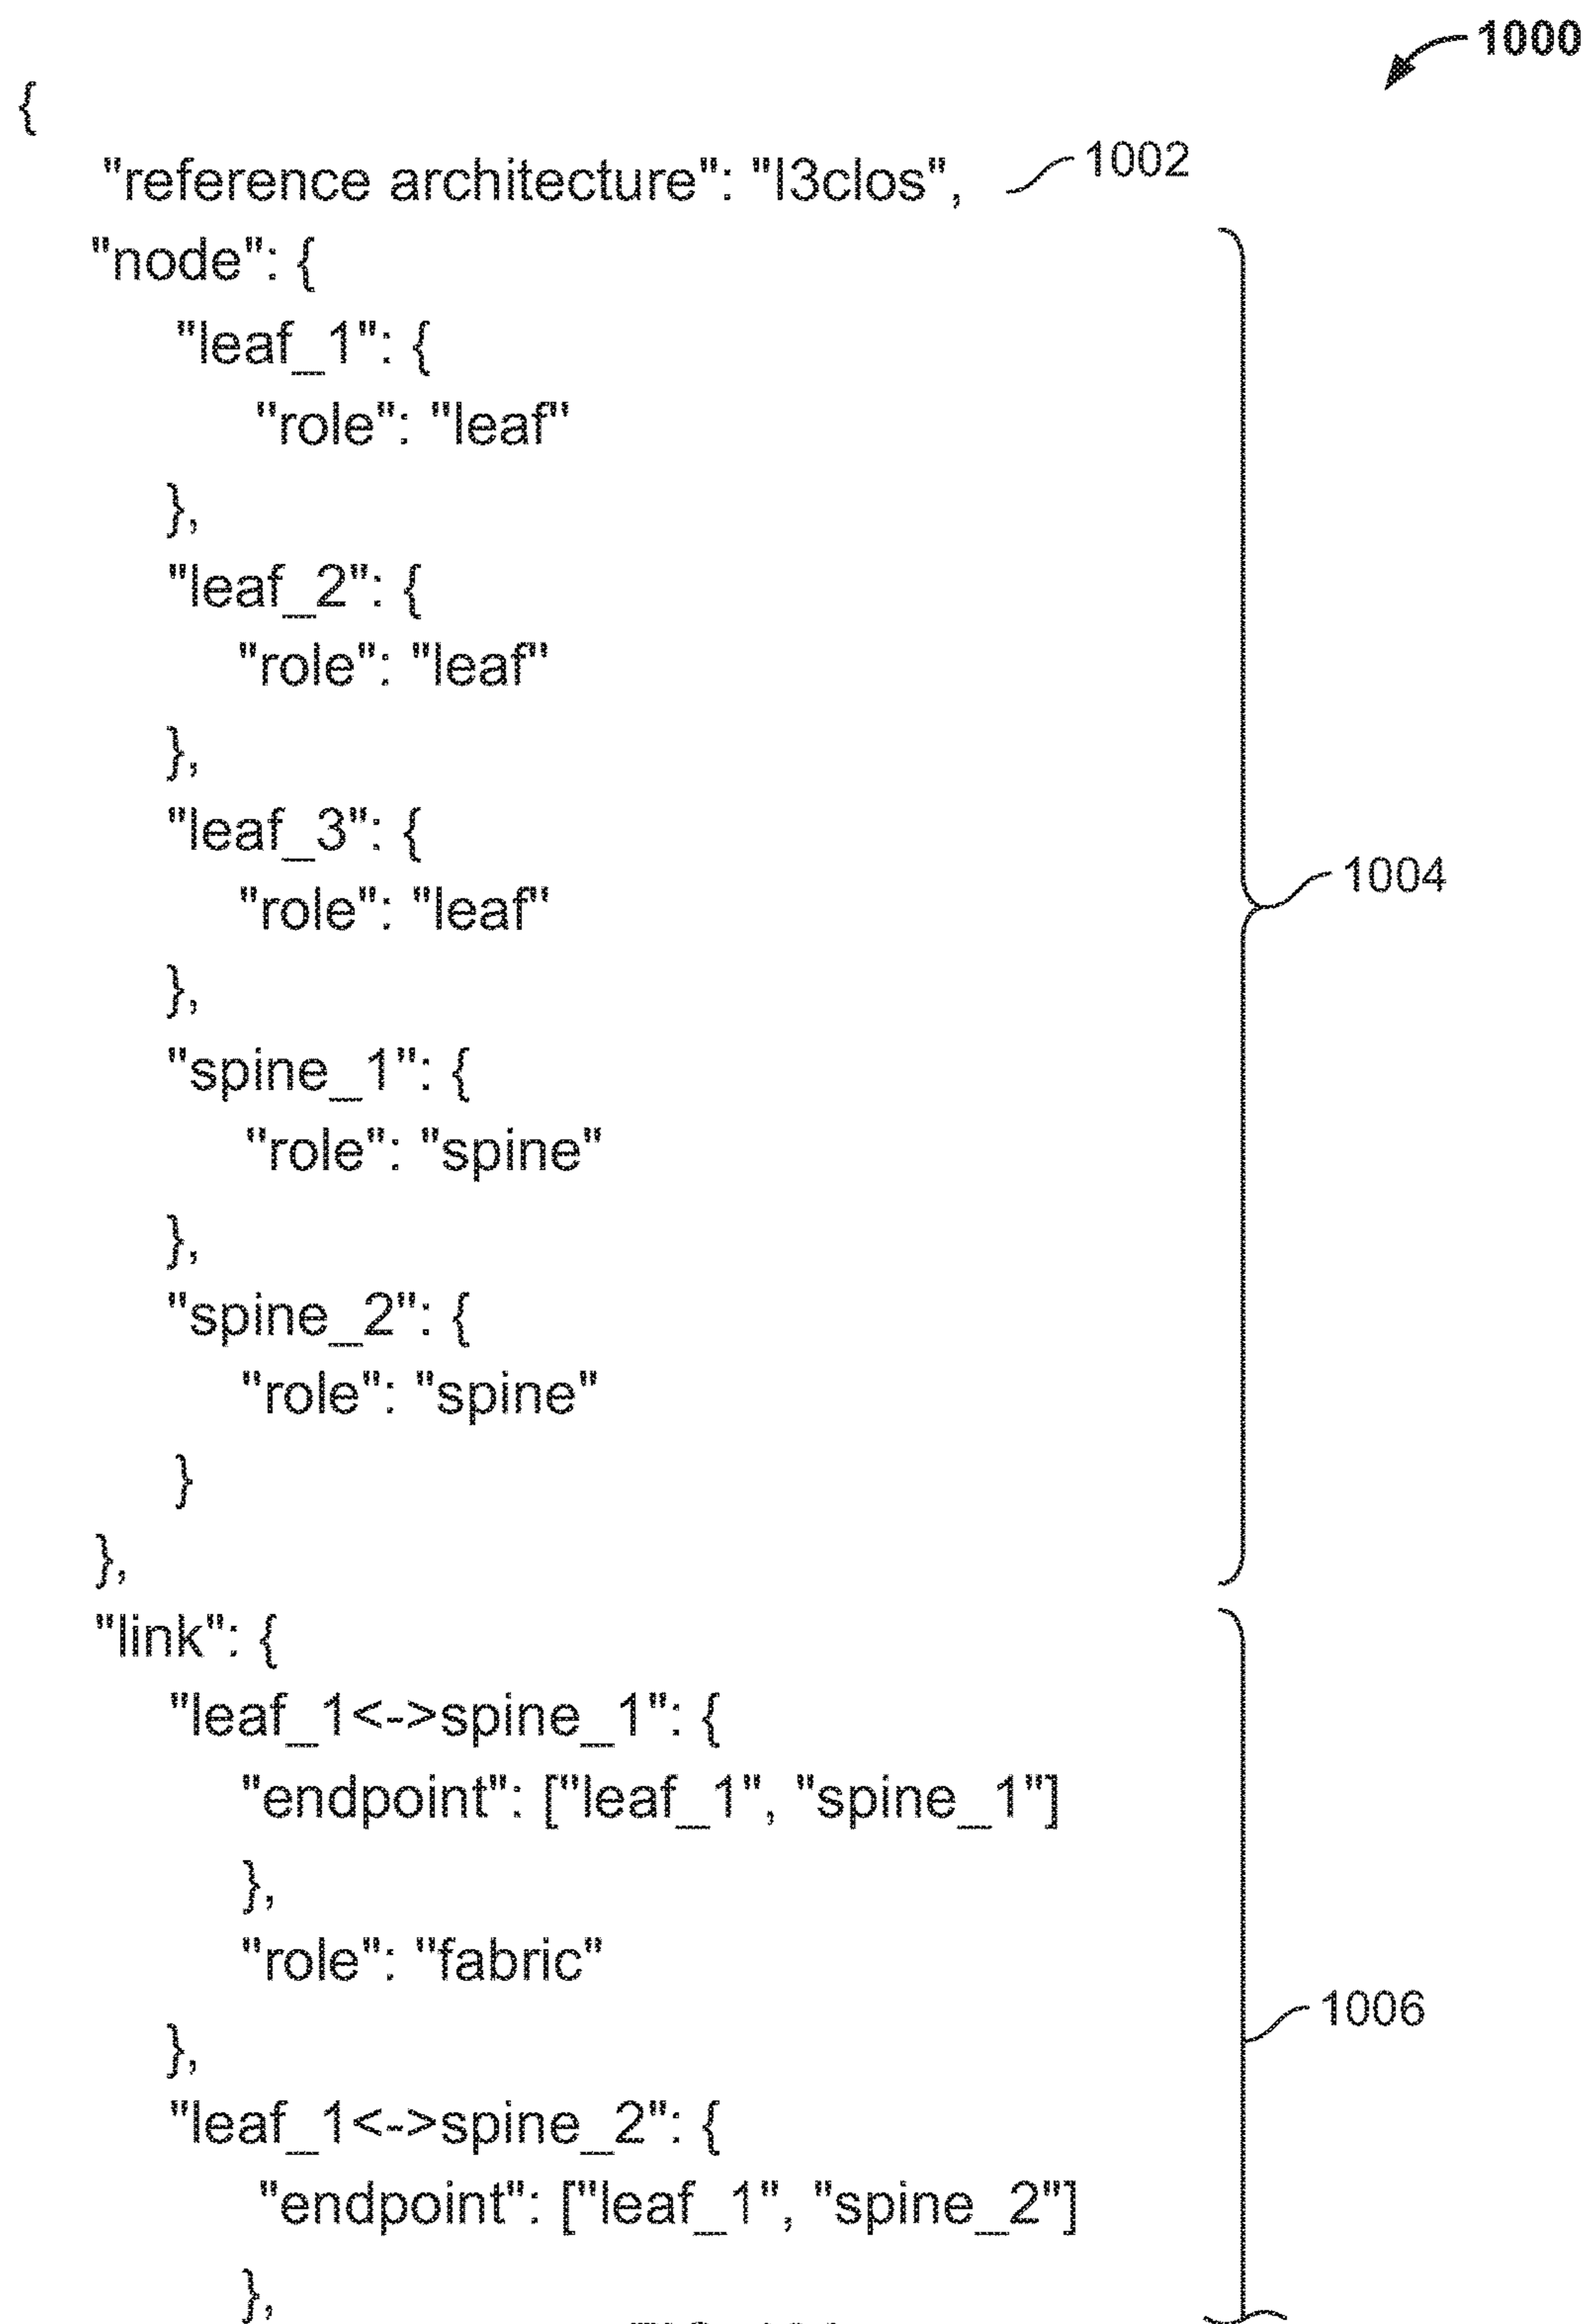 1000
{
"reference architecture": "l3clos", 1002
"node": {
"leaf_1": {
"role": "leaf"
},
"leaf_2": {
"role": "leaf"
},
"leaf_3": {
"role": "leaf"
1004
},
"spine_1": {
"role": "spine"
},
"spine_2": {
"role": "spine"
}
},
"link": {
"leaf_1<->spine_1": {
"endpoint": ["leaf_1", "spine_1"]
},
"role": "fabric"
1006
},
"leaf_1<->spine_2": {
"endpoint": ["leaf_1", "spine_2"]
},